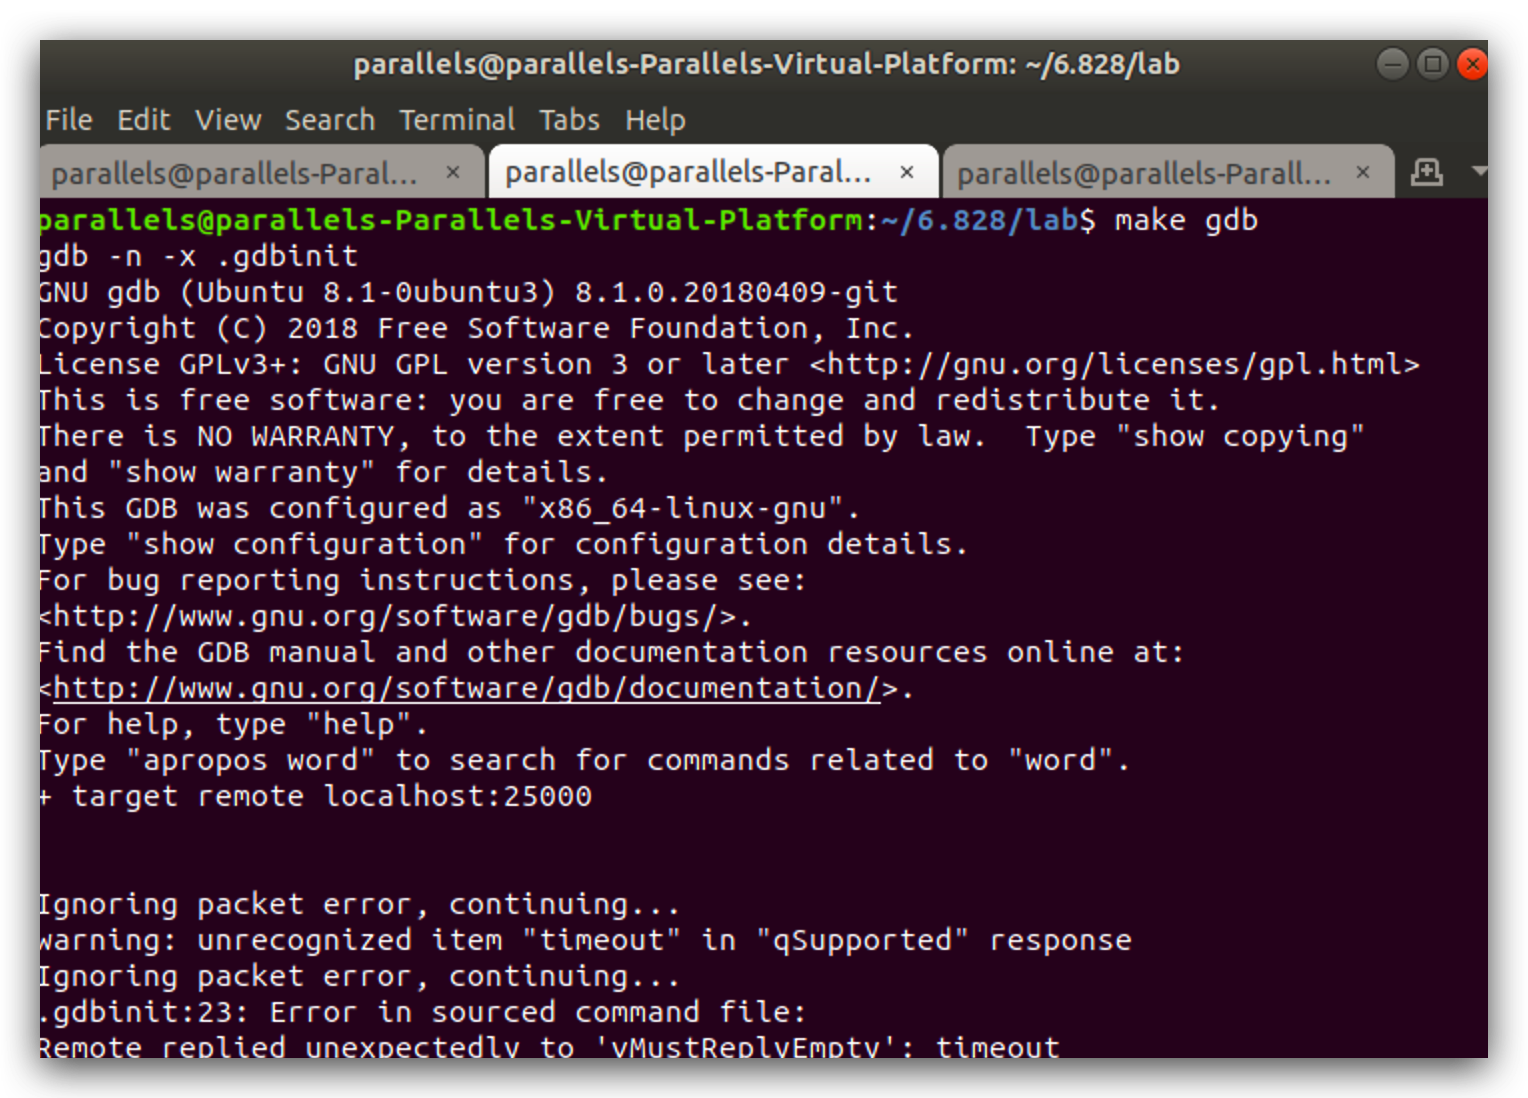 parallels@parallels-Parallels-Virtual-Platform: ~/6.828/lab
File Edit View Search Terminal Tabs Help
parallels@parallels-Paral... × parallels@parallels-Paral... × parallels@parallels-Parall... ×
parallels@parallels-Parallels-Virtual-Platform:~/6.828/lab$ make gdb
gdb -n -x .gdbinit
GNU gdb (Ubuntu 8.1-0ubuntu3) 8.1.0.20180409-git
Copyright (C) 2018 Free Software Foundation, Inc.
License GPLv3+: GNU GPL version 3 or later <http://gnu.org/licenses/gpl.html>
This is free software: you are free to change and redistribute it.
There is NO WARRANTY, to the extent permitted by law.  Type "show copying"
and "show warranty" for details.
This GDB was configured as "x86_64-linux-gnu".
Type "show configuration" for configuration details.
For bug reporting instructions, please see:
<http://www.gnu.org/software/gdb/bugs/>.
Find the GDB manual and other documentation resources online at:
<http://www.gnu.org/software/gdb/documentation/>.
For help, type "help".
Type "apropos word" to search for commands related to "word".
+ target remote localhost:25000
Ignoring packet error, continuing...
warning: unrecognized item "timeout" in "qSupported" response
Ignoring packet error, continuing...
.gdbinit:23: Error in sourced command file:
Remote replied unexpectedly to 'vMustReplyEmpty': timeout